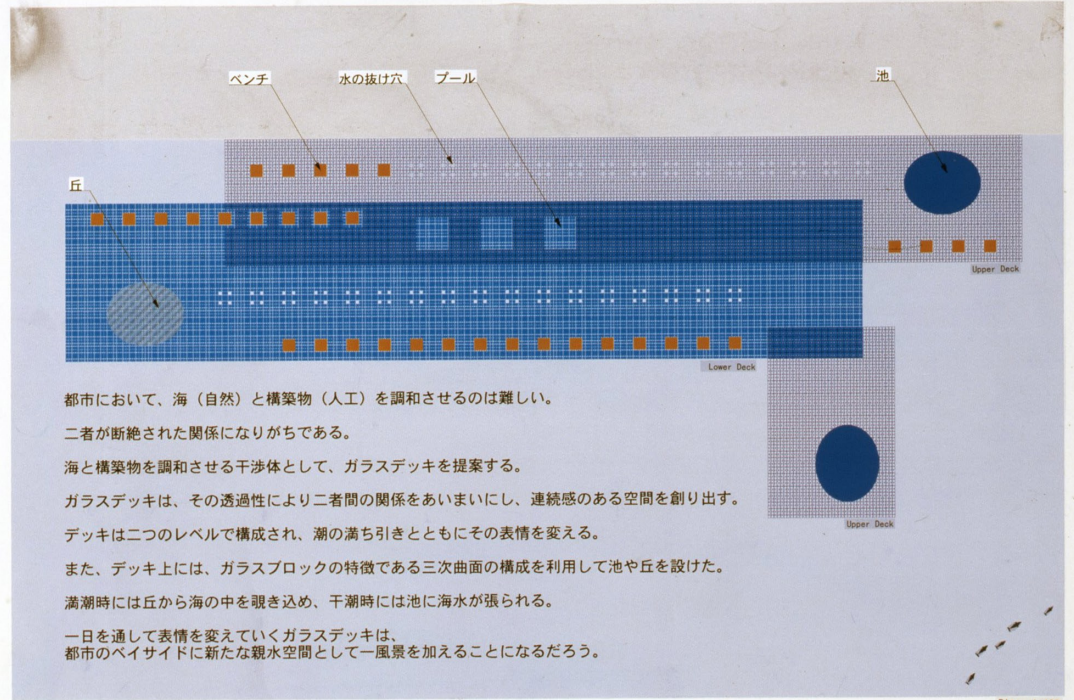 ベンチ
水の抜け穴
プール
池
丘
Upper Deck
Lower Deck
Upper Deck
都市において、海（自然）と構築物（人工）を調和させるのは難しい。
二者が断絶された関係になりがちである。
海と構築物を調和させる干渉体として、ガラスデッキを提案する。
ガラスデッキは、その透過性により二者間の関係をあいまいにし、連続感のある空間を創り出す。
デッキは二つのレベルで構成され、潮の満ち引きとともにその表情を変える。
また、デッキ上には、ガラスブロックの特徴である三次曲面の構成を利用して池や丘を設けた。
満潮時には丘から海の中を覗き込め、干潮時には池に海水が張られる。
一日を通して表情を変えていくガラスデッキは、
都市のベイサイドに新たな親水空間として一風景を加えることになるだろう。